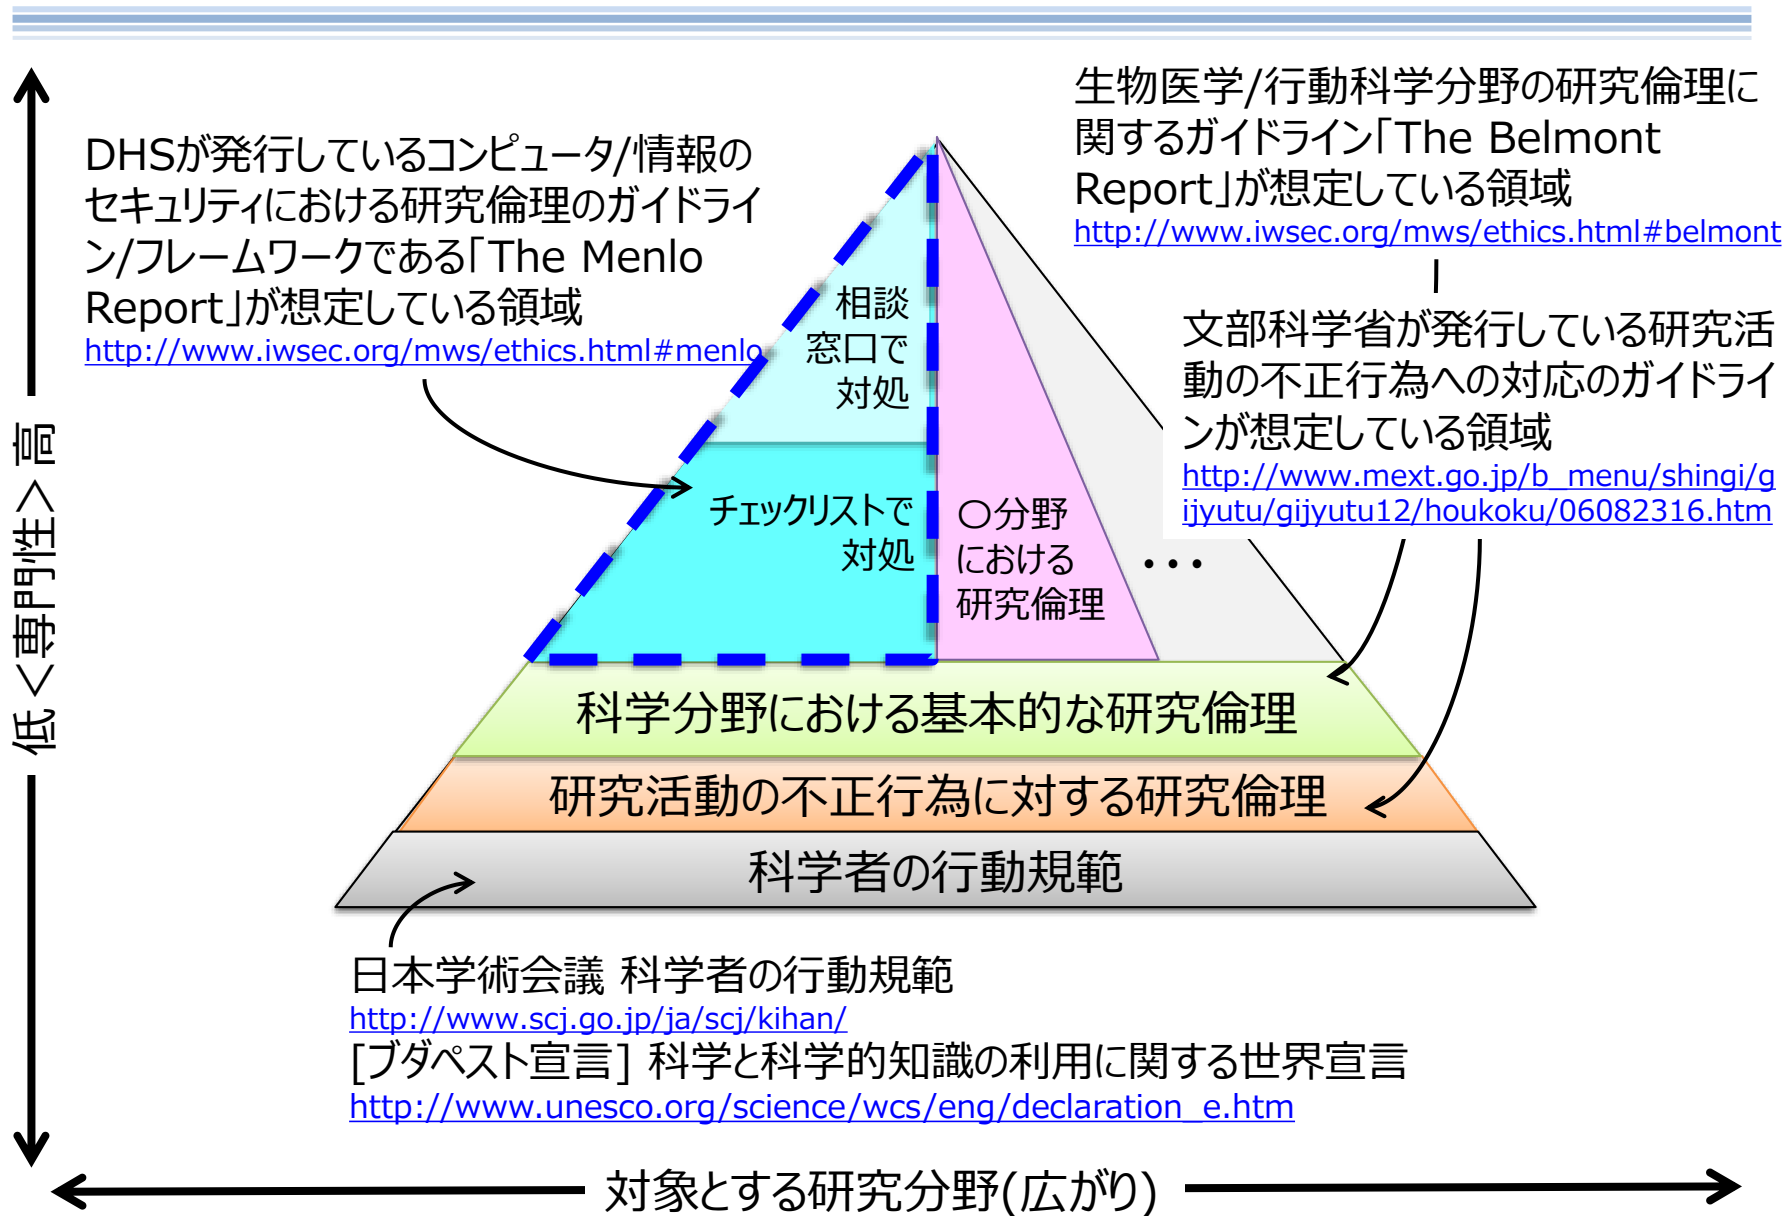 DHSが発行しているコンピュータ/情報の
セキュリティにおける研究倫理のガイドライ
ン/フレームワークである「The Menlo
Report」が想定している領域
http://www.iwsec.org/mws/ethics.html#menlo
生物医学/行動科学分野の研究倫理に
関するガイドライン「The Belmont
Report」が想定している領域
http://www.iwsec.org/mws/ethics.html#belmont
文部科学省が発行している研究活
動の不正行為への対応のガイドライ
ンが想定している領域
http://www.mext.go.jp/b_menu/shingi/g
ijyutu/gijyutu12/houkoku/06082316.htm
低<専門性>高
相談
窓口で
対処
チェックリストで
対処
〇分野
における
研究倫理
・・・
科学分野における基本的な研究倫理
研究活動の不正行為に対する研究倫理
科学者の行動規範
日本学術会議 科学者の行動規範
http://www.scj.go.jp/ja/scj/kihan/
[ブダペスト宣言] 科学と科学的知識の利用に関する世界宣言
http://www.unesco.org/science/wcs/eng/declaration_e.htm
対象とする研究分野(広がり)